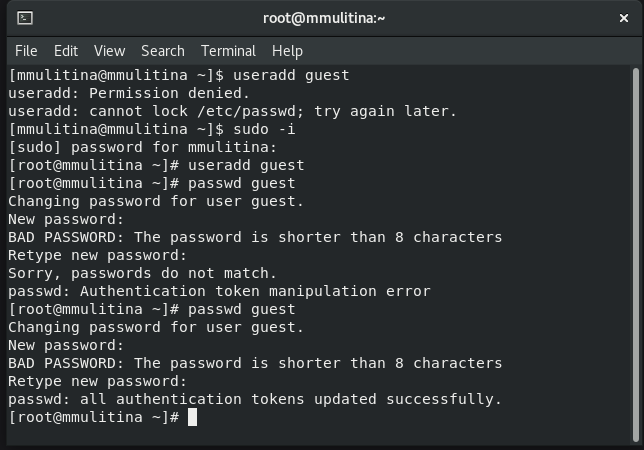 root@mmulitina:~
File Edit View Search Terminal Help
[mmulitina@mmulitina ~]$ useradd guest
useradd: Permission denied.
useradd: cannot lock /etc/passwd; try again later.
[mmulitina@mmulitina ~]$ sudo -i
[sudo] password for mmulitina:
[root@mmulitina ~]# useradd guest
[root@mmulitina ~]# passwd guest
Changing password for user guest.
New password:
BAD PASSWORD: The password is shorter than 8 characters
Retype new password:
Sorry, passwords do not match.
passwd: Authentication token manipulation error
[root@mmulitina ~]# passwd guest
Changing password for user guest.
New password:
BAD PASSWORD: The password is shorter than 8 characters
Retype new password:
passwd: all authentication tokens updated successfully.
[root@mmulitina ~]#